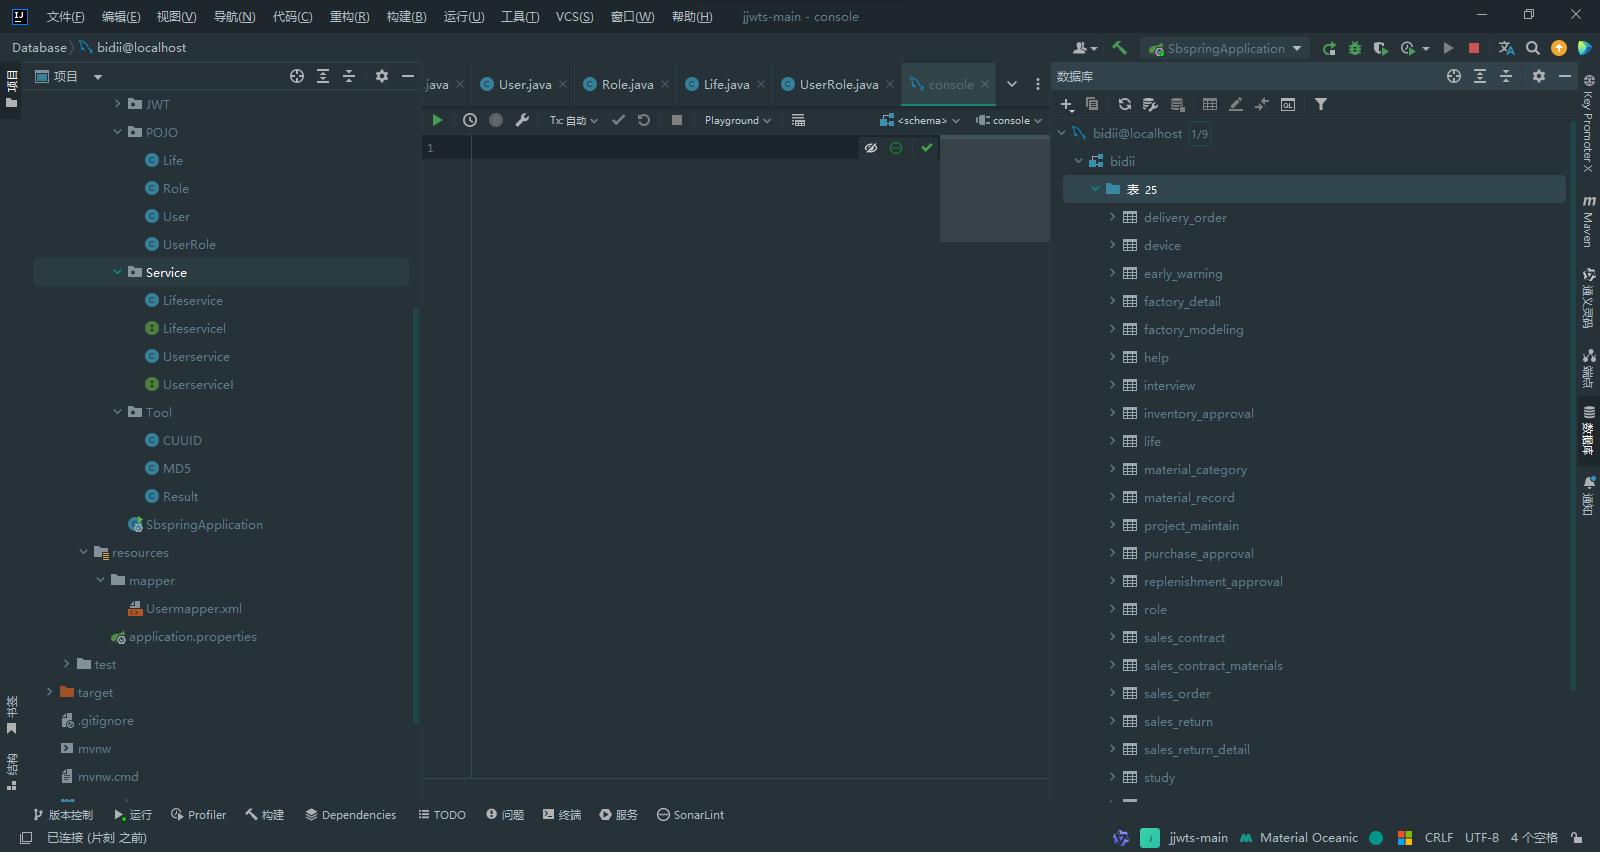 文件(F) 编辑(E) 视图(V) 导航(N) 代码(C) 重构(R) 构建(B) 运行(U) 工具(T) VCS(S) 窗口(W) 帮助(H) jjwts-main - console
Database bidii@localhost
SbspringApplication
项目
JWT
POJO
Life
Role
User
UserRole
Service
Lifeservice
LifeserviceI
Userservice
UserserviceI
Tool
CUUID
MD5
Result
SbspringApplication
resources
mapper
Usermapper.xml
application.properties
test
target
.gitignore
mvnw
mvnw.cmd
项目
书签
结构
.java User.java Role.java Life.java UserRole.java console
Tx: 自动 Playground <schema> console
1
数据库
bidii@localhost 1/9
bidii
表 25
delivery_order
device
early_warning
factory_detail
factory_modeling
help
interview
inventory_approval
life
material_category
material_record
project_maintain
purchase_approval
replenishment_approval
role
sales_contract
sales_contract_materials
sales_order
sales_return
sales_return_detail
study
Key Promoter X
Maven
通义灵码
端点
数据库
通知
版本控制 运行 Profiler 构建 Dependencies TODO 问题 终端 服务 SonarLint
已连接 (片刻 之前)
J jjwts-main Material Oceanic CRLF UTF-8 4 个空格